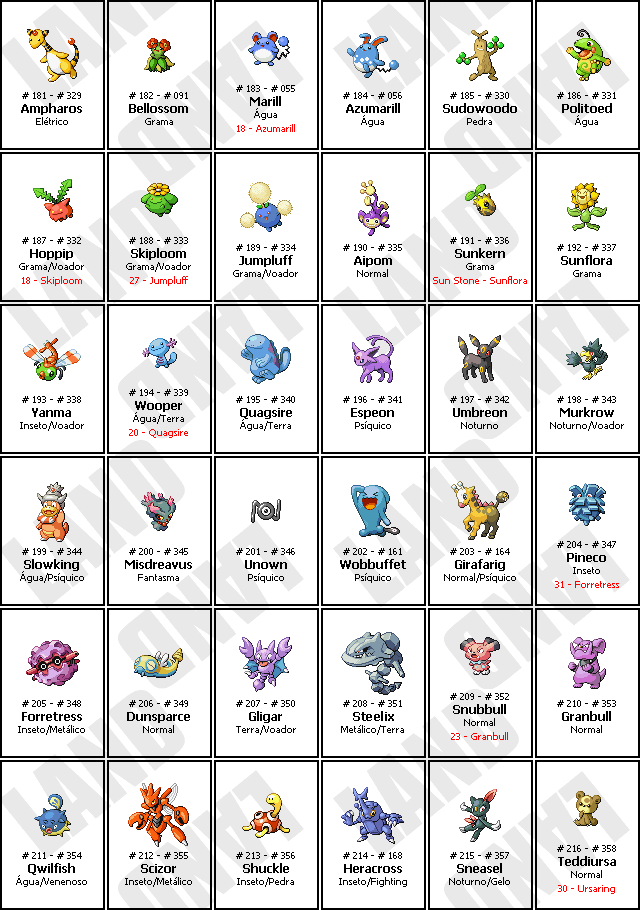 # 181 - # 329
Ampharos
Elétrico
# 182 - # 091
Bellossom
Grama
# 183 - # 055
Marill
Água
18 - Azumarill
# 184 - # 056
Azumarill
Água
# 185 - # 330
Sudowoodo
Pedra
# 186 - # 331
Politoed
Água
# 187 - # 332
Hoppip
Grama/Voador
18 - Skiploom
# 188 - # 333
Skiploom
Grama/Voador
27 - Jumpluff
# 189 - # 334
Jumpluff
Grama/Voador
# 190 - # 335
Aipom
Normal
# 191 - # 336
Sunkern
Grama
Sun Stone - Sunflora
# 192 - # 337
Sunflora
Grama
# 193 - # 338
Yanma
Inseto/Voador
# 194 - # 339
Wooper
Água/Terra
20 - Quagsire
# 195 - # 340
Quagsire
Água/Terra
# 196 - # 341
Espeon
Psíquico
# 197 - # 342
Umbreon
Noturno
# 198 - # 343
Murkrow
Noturno/Voador
# 199 - # 344
Slowking
Água/Psíquico
# 200 - # 345
Misdreavus
Fantasma
# 201 - # 346
Unown
Psíquico
# 202 - # 161
Wobbuffet
Psíquico
# 203 - # 164
Girafarig
Normal/Psíquico
# 204 - # 347
Pineco
Inseto
31 - Forretress
# 205 - # 348
Forretress
Inseto/Metálico
# 206 - # 349
Dunsparce
Normal
# 207 - # 350
Gligar
Terra/Voador
# 208 - # 351
Steelix
Metálico/Terra
# 209 - # 352
Snubbull
Normal
23 - Granbull
# 210 - # 353
Granbull
Normal
# 211 - # 354
Qwilfish
Água/Venenoso
# 212 - # 355
Scizor
Inseto/Metálico
# 213 - # 356
Shuckle
Inseto/Pedra
# 214 - # 168
Heracross
Inseto/Fighting
# 215 - # 357
Sneasel
Noturno/Gelo
# 216 - # 358
Teddiursa
Normal
30 - Ursaring